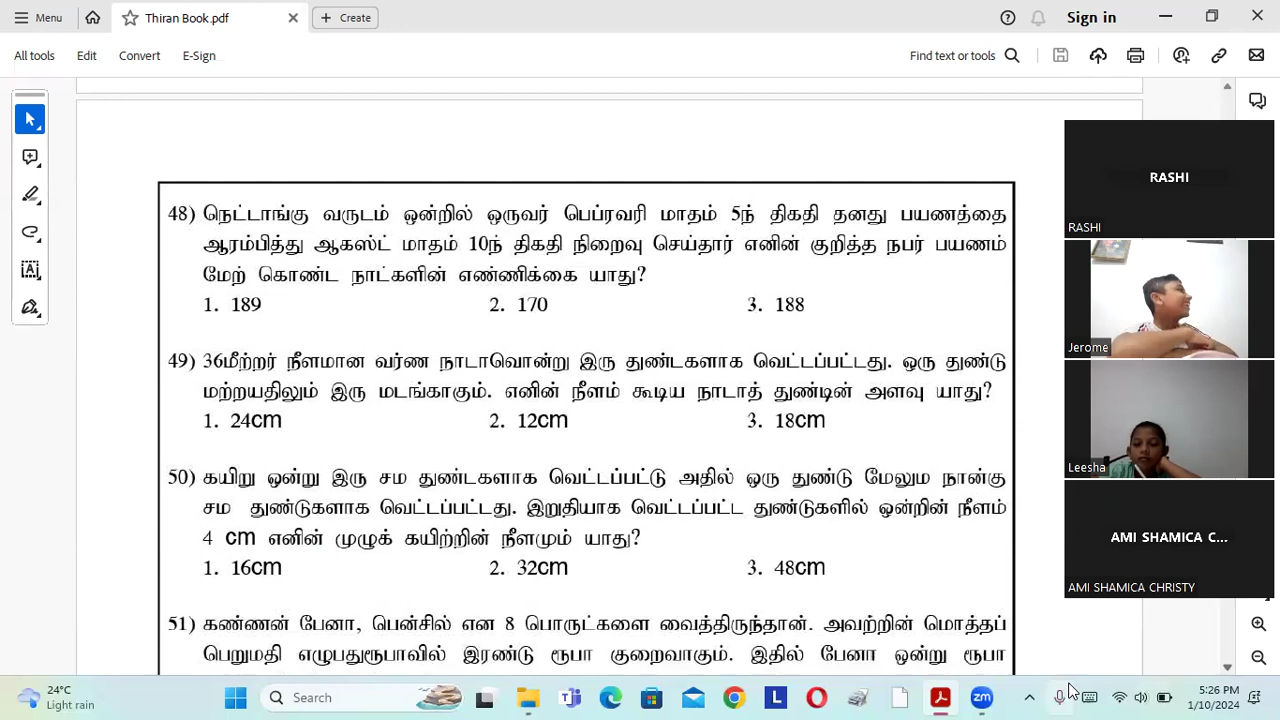 Menu
Thiran Book.pdf
Create
Sign in
All tools
Edit
Convert
E-Sign
Find text or tools
48) நெட்டாங்கு வருடம் ஒன்றில் ஒருவர் பெப்ரவரி மாதம் 5ந் திகதி தனது பயணத்தை
ஆரம்பித்து ஆகஸ்ட் மாதம் 10ந் திகதி நிறைவு செய்தார் எனின் குறித்த நபர் பயணம்
மேற் கொண்ட நாட்களின் எண்ணிக்கை யாது?
1. 189 2. 170 3. 188
49) 36மீற்றர் நீளமான வர்ண நாடாவொன்று இரு துண்டகளாக வெட்டப்பட்டது. ஒரு துண்டு
மற்றயதிலும் இரு மடங்காகும். எனின் நீளம் கூடிய நாடாத் துண்டின் அளவு யாது?
1. 24cm 2. 12cm 3. 18cm
50) கயிறு ஒன்று இரு சம துண்டகளாக வெட்டப்பட்டு அதில் ஒரு துண்டு மேலும நான்கு
சம துண்டுகளாக வெட்டப்பட்டது. இறுதியாக வெட்டப்பட்ட துண்டுகளில் ஒன்றின் நீளம்
4 cm எனின் முழுக் கயிற்றின் நீளமும் யாது?
1. 16cm 2. 32cm 3. 48cm
51) கண்ணன் பேனா, பென்சில் என 8 பொருட்களை வைத்திருந்தான். அவற்றின் மொத்தப்
பெறுமதி எழுபதுரூபாவில் இரண்டு ரூபா குறைவாகும். இதில் பேனா ஒன்று ரூபா
RASHI
RASHI
Jerome
Leesha
AMI SHAMICA C...
AMI SHAMICA CHRISTY
24°C
Light rain
Search
zm
5:26 PM
1/10/2024